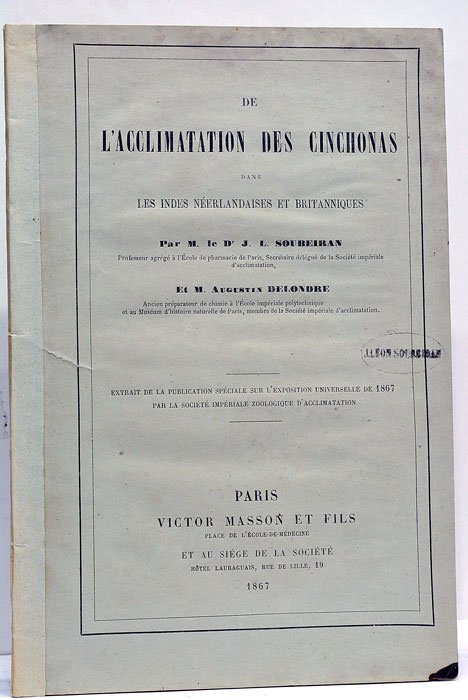 DE
L'ACCLIMATATION DES CINCHONAS
DANS
LES INDES NÉERLANDAISES ET BRITANNIQUES
Par M. le Dr J. L. SOUBEIRAN
Professeur agrégé à l'École de pharmacie de Paris, Secrétaire délégué de la Société impériale
d'acclimatation,
Et M. Augustin DELONDRE
Ancien préparateur de chimie à l'École impériale polytechnique
et au Muséum d'histoire naturelle de Paris, membre de la Société impériale d'acclimatation.
J. LÉON SOUBEIRAN
EXTRAIT DE LA PUBLICATION SPÉCIALE SUR L'EXPOSITION UNIVERSELLE DE 1867
PAR LA SOCIÉTÉ IMPÉRIALE ZOOLOGIQUE D'ACCLIMATATION
PARIS
VICTOR MASSON ET FILS
PLACE DE L'ÉCOLE-DE-MÉDECINE
ET AU SIÉGE DE LA SOCIÉTÉ
HÔTEL LAURAGUAIS, RUE DE LILLE, 19
1867